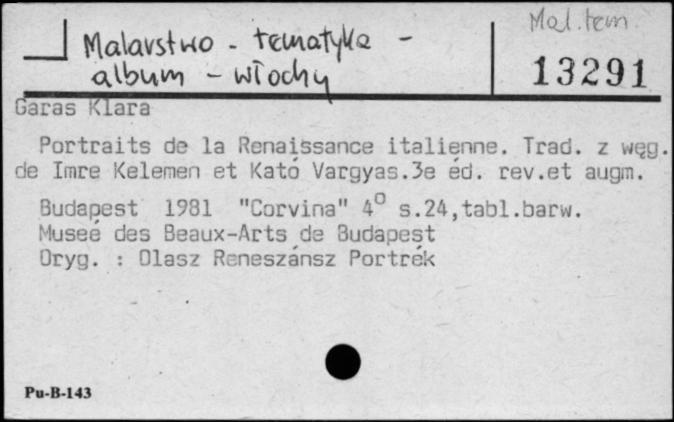 Mal. tem.
Malarstwo - tematyka -
album - włochy
13291
Garas Klara
Portraits de la Renaissance italienne. Trad. z węg.
de Imre Kelemen et Kató Vargyas.3e éd. rev.et augm.
Budapest 1981 "Corvina" 4° s.24,tabl.barw.
Museé des Beaux-Arts de Budapest
Oryg. : Olasz Reneszánsz Portrék
Pu-B-143